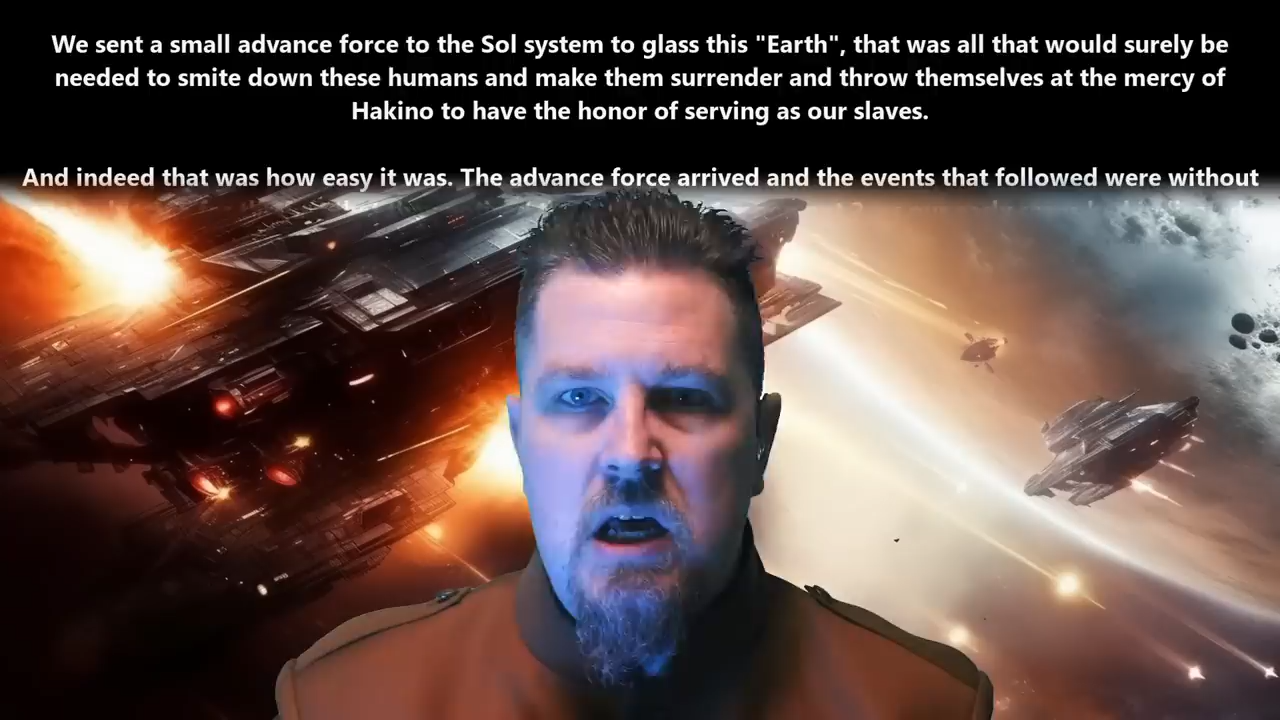 We sent a small advance force to the Sol system to glass this "Earth", that was all that would surely be
needed to smite down these humans and make them surrender and throw themselves at the mercy of
Hakino to have the honor of serving as our slaves.
And indeed that was how easy it was. The advance force arrived and the events that followed were without